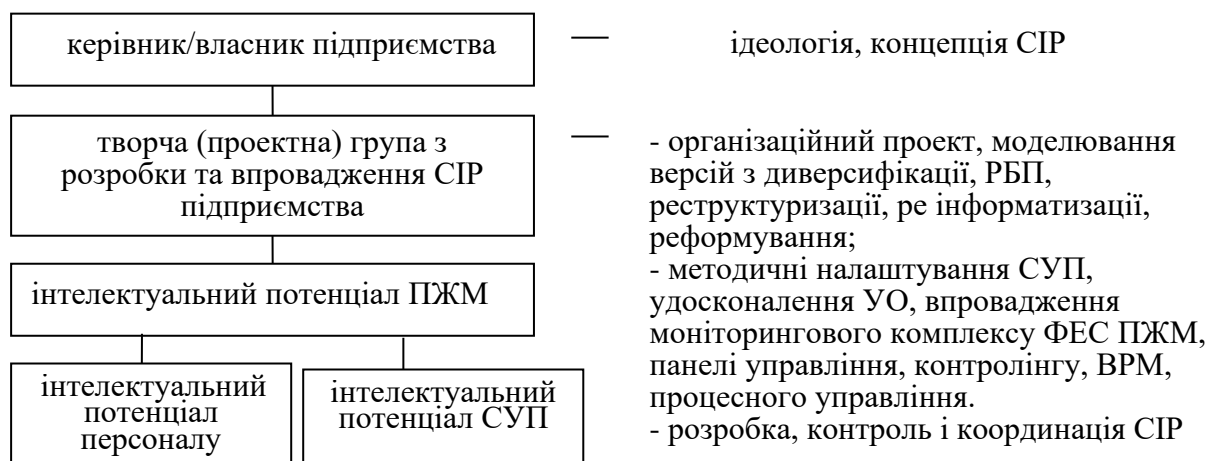 керівник/власник підприємства
— ідеологія, концепція СІР
творча (проектна) група з
розробки та впровадження СІР
підприємства
— - організаційний проект, моделювання
версій з диверсифікації, РБП,
реструктуризації, ре інформатизації,
реформування;
- методичні налаштування СУП,
удосконалення УО, впровадження
моніторингового комплексу ФЕС ПЖМ,
панелі управління, контролінгу, ВРМ,
процесного управління.
- розробка, контроль і координація СІР
інтелектуальний потенціал ПЖМ
інтелектуальний
потенціал
персоналу
інтелектуальний
потенціал СУП